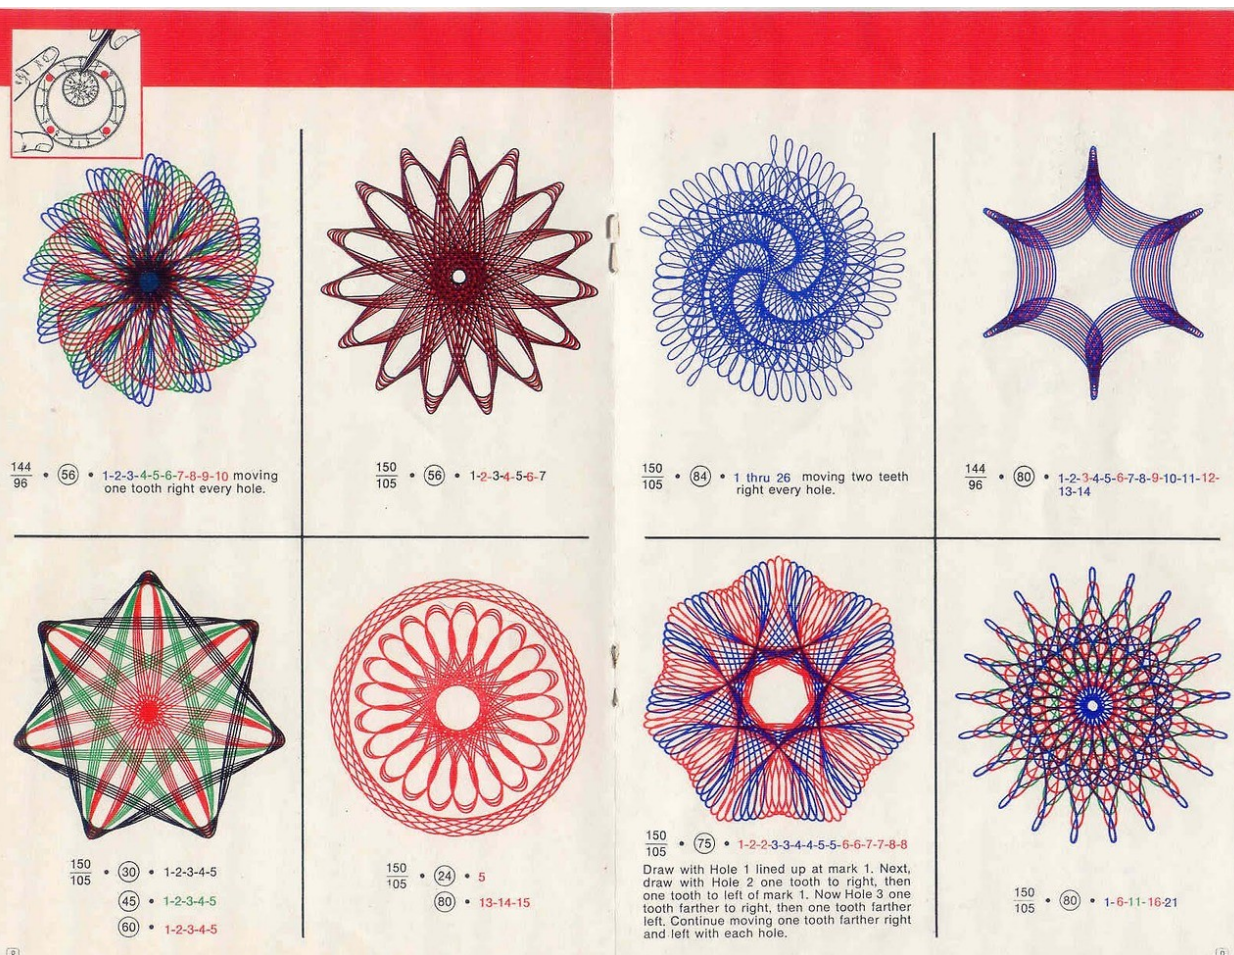 144
96 • 56 • 1-2-3-4-5-6-7-8-9-10 moving
one tooth right every hole.
150
105 • 56 • 1-2-3-4-5-6-7
150
105 • 84 • 1 thru 26 moving two teeth
right every hole.
144
96 • 80 • 1-2-3-4-5-6-7-8-9-10-11-12-
13-14
150
105 • 30 • 1-2-3-4-5
45 • 1-2-3-4-5
60 • 1-2-3-4-5
150
105 • 24 • 5
80 • 13-14-15
150
105 • 75 • 1-2-2-3-3-4-4-5-5-6-6-7-7-8-8
Draw with Hole 1 lined up at mark 1. Next,
draw with Hole 2 one tooth to right, then
one tooth to left of mark 1. Now Hole 3 one
tooth farther to right, then one tooth farther
left. Continue moving one tooth farther right
and left with each hole.
150
105 • 80 • 1-6-11-16-21